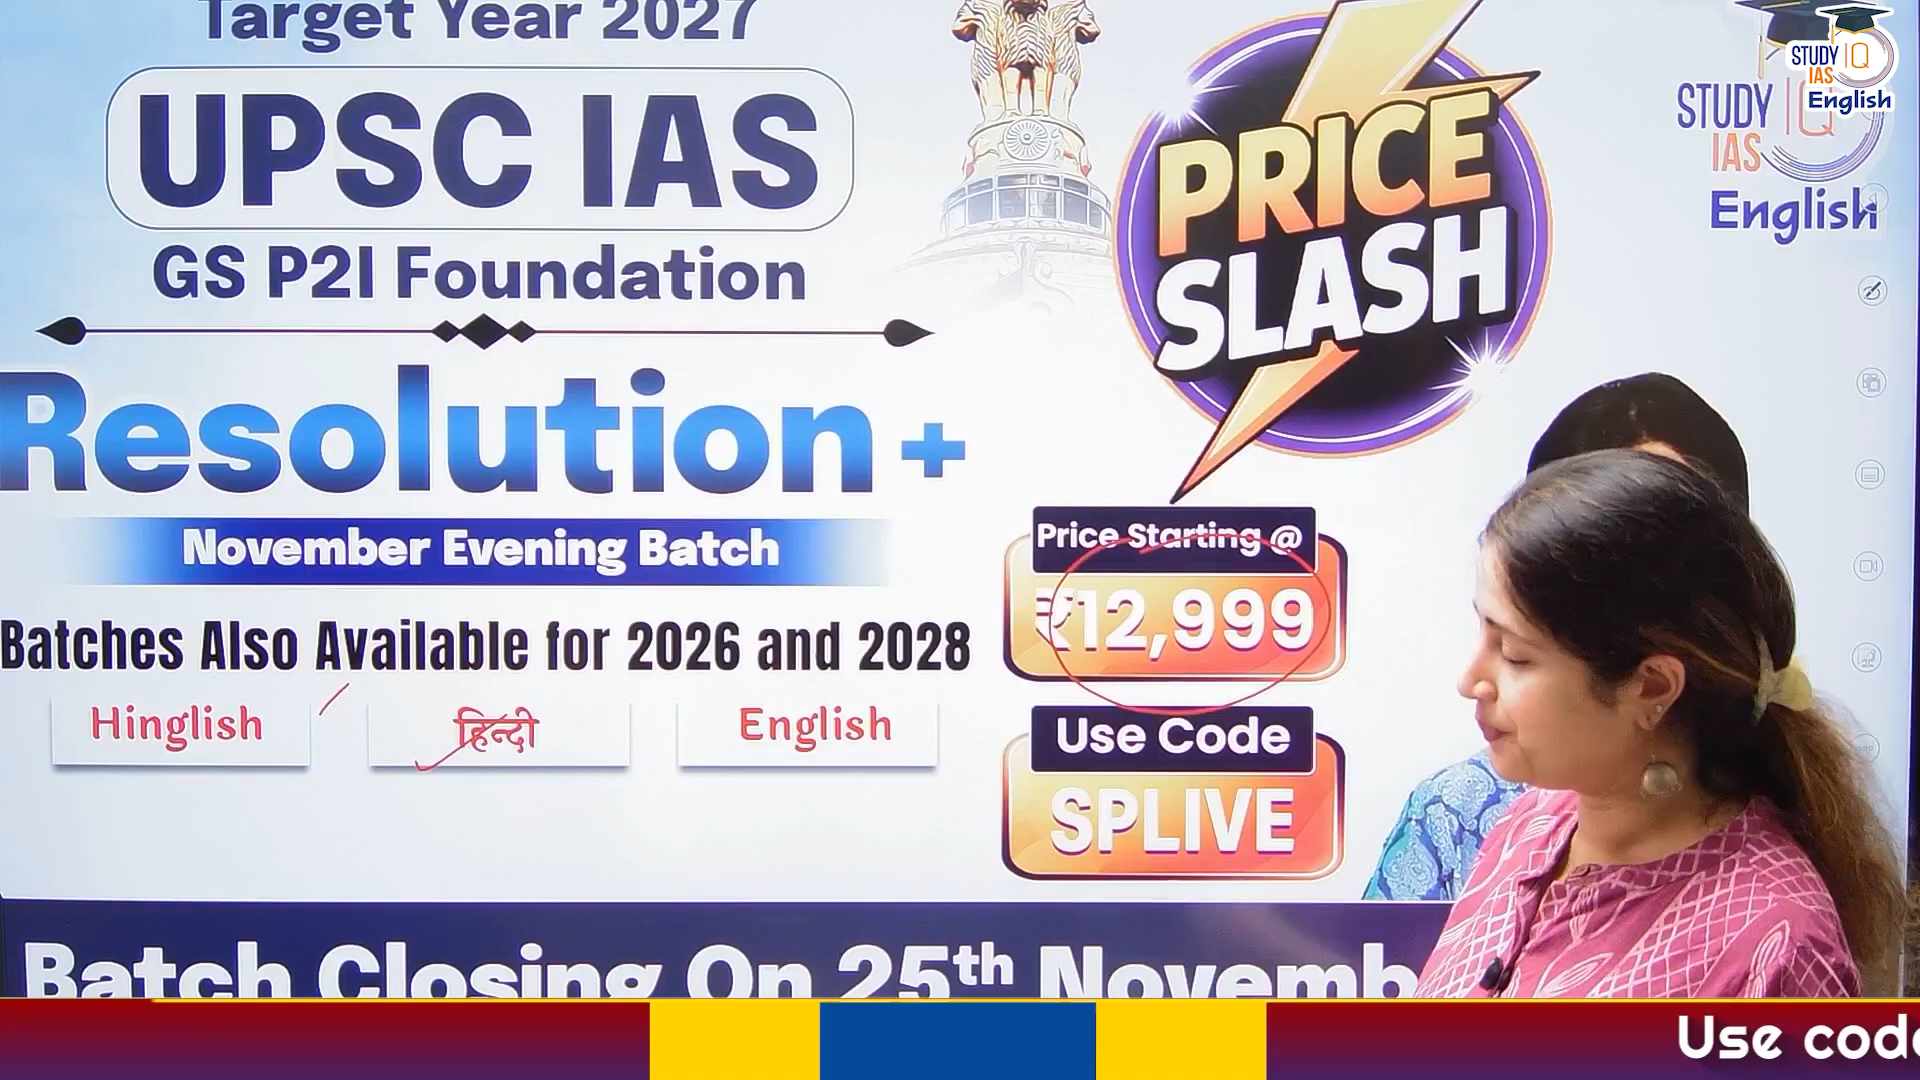 Target Year 2027
UPSC IAS
GS P2I Foundation
Resolution+
November Evening Batch
Batches Also Available for 2026 and 2028
Hinglish
हिन्दी
English
PRICE
SLASH
Price Starting @
₹12,999
Use Code
SPLIVE
STUDY IQ
IAS
English
STUDY IQ
IAS
English
Batch Closing On 25th Novemb
Use code